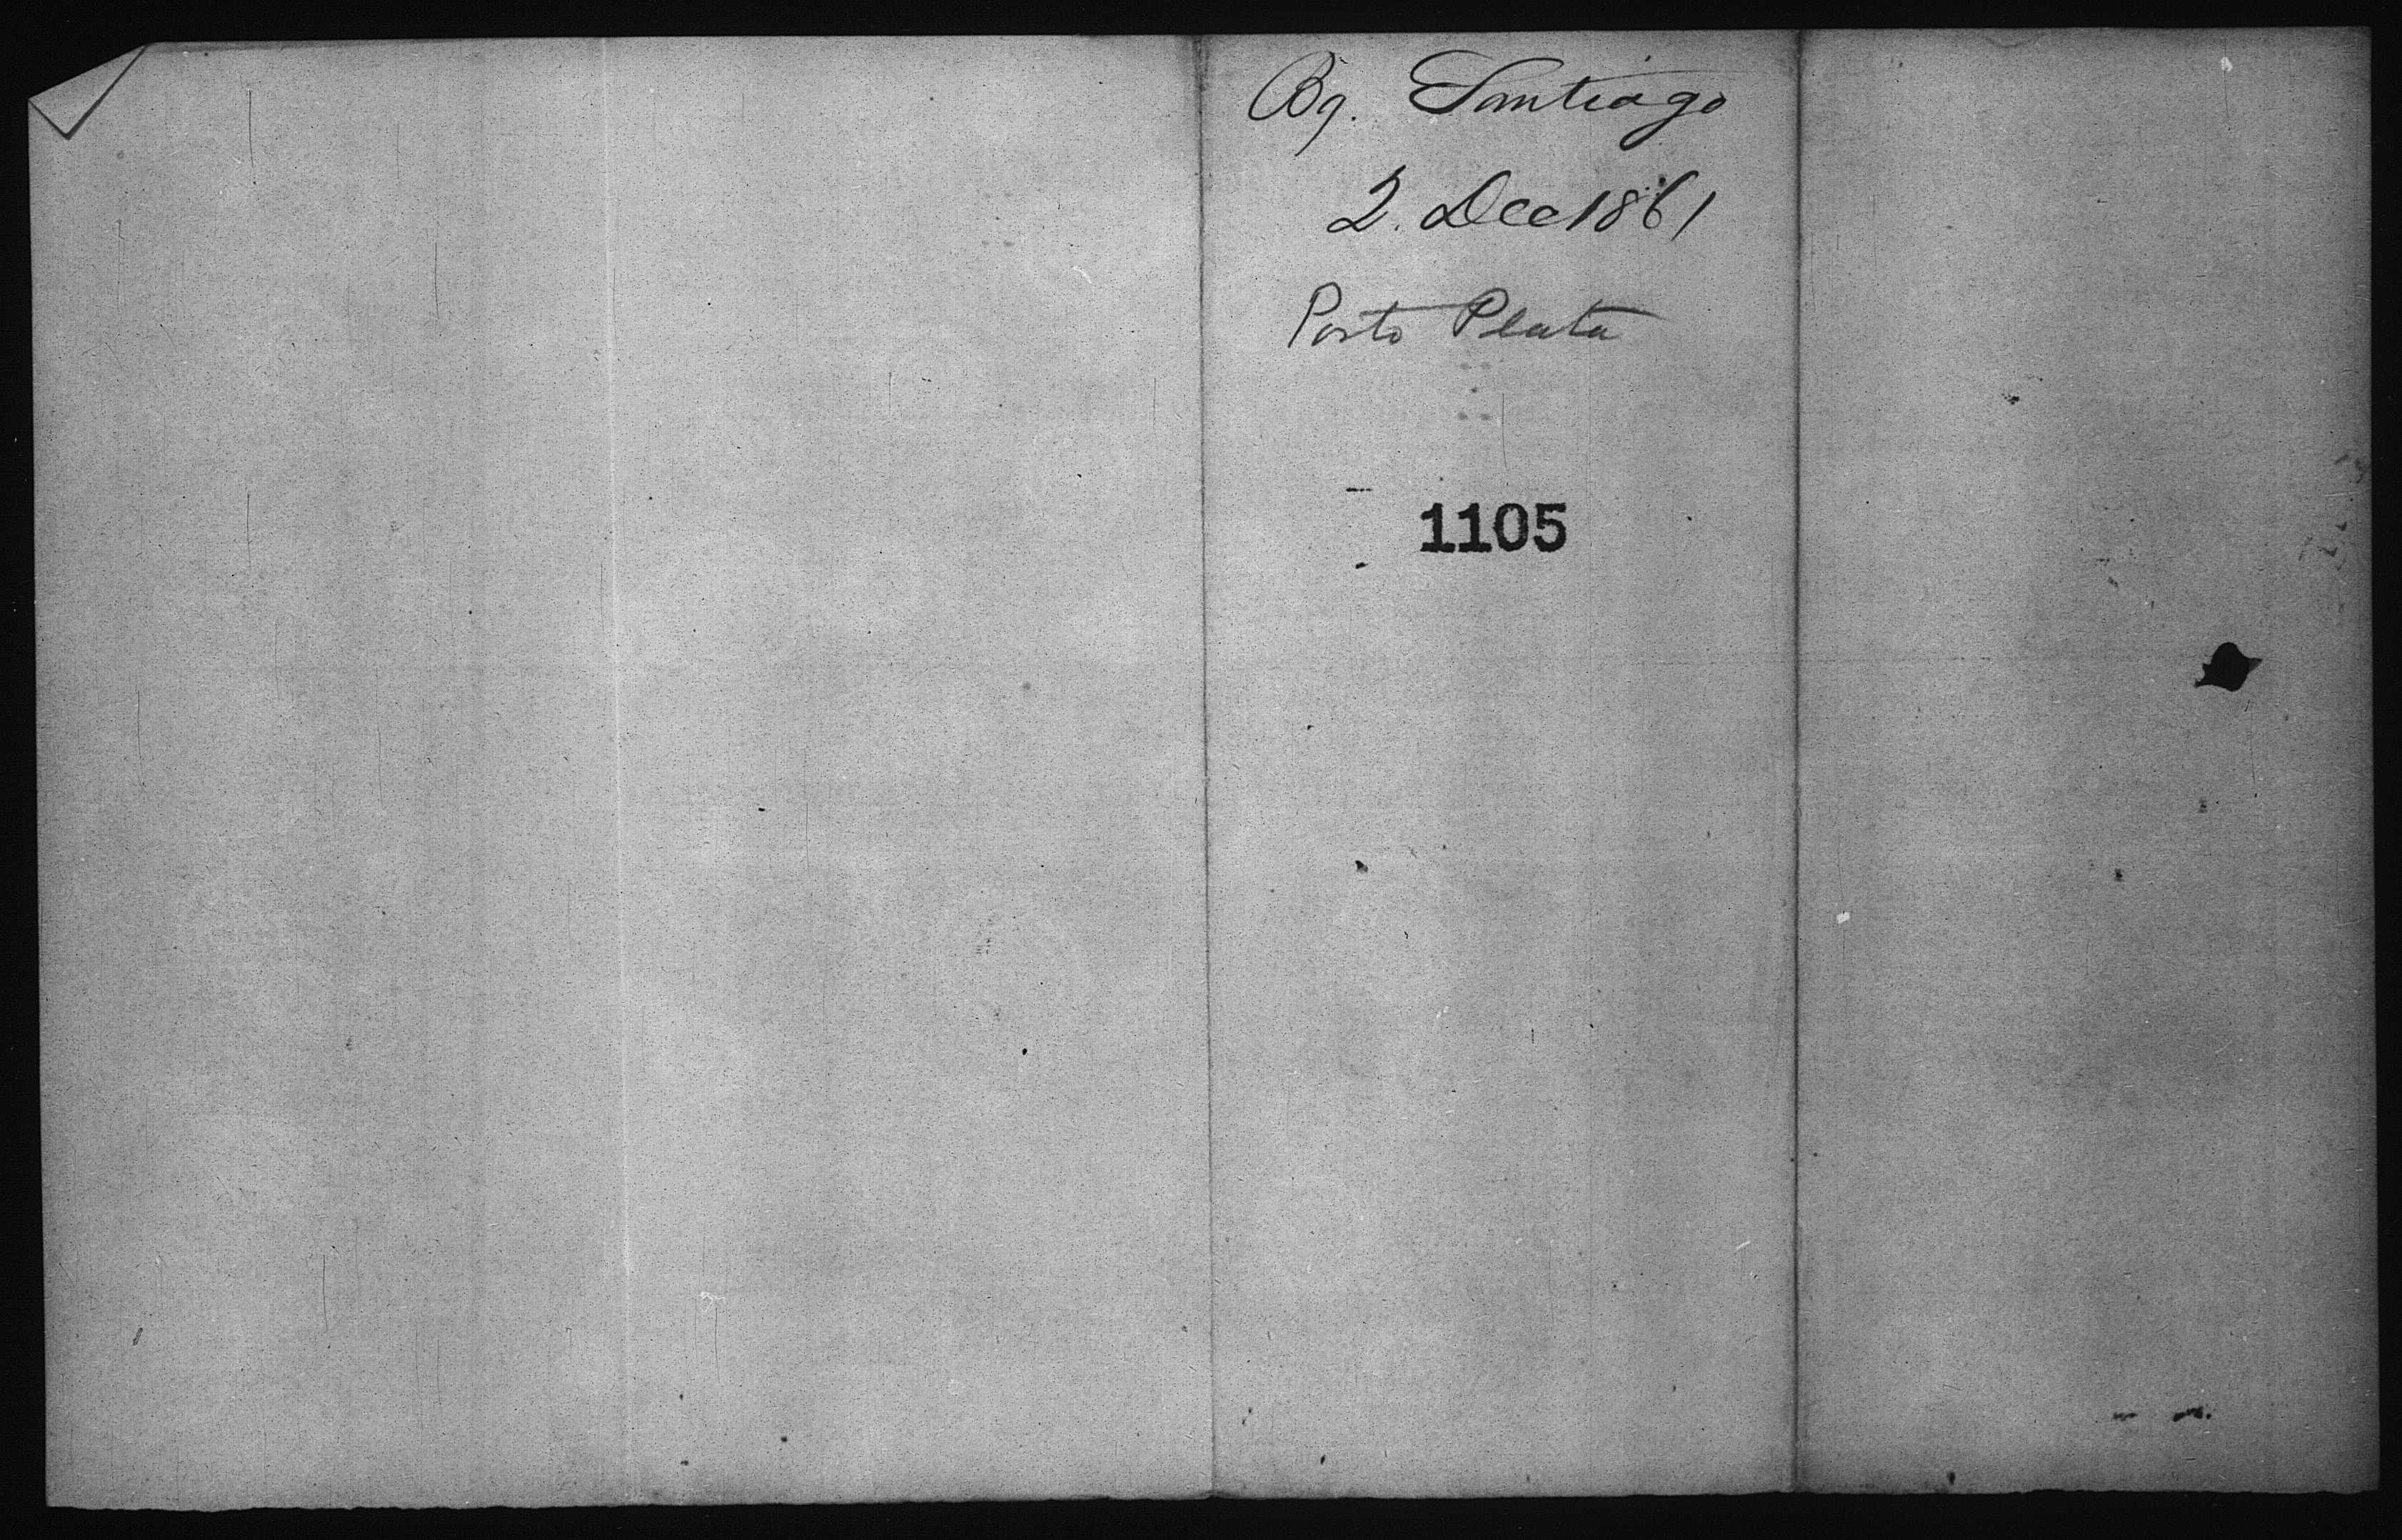 Bg. Santiago
2. Dec 1861
Porto Plata
1105